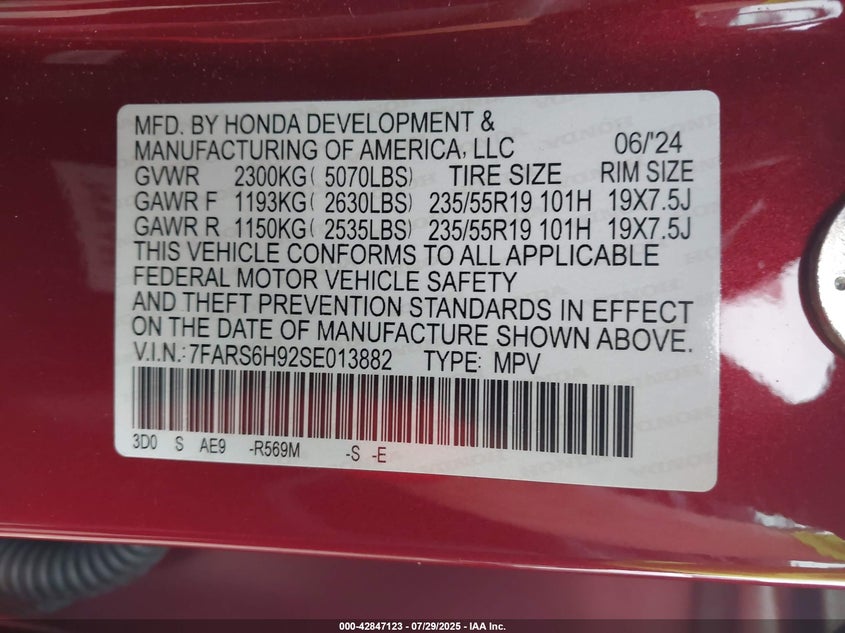 MFD. BY HONDA DEVELOPMENT &
MANUFACTURING OF AMERICA, LLC 06/'24
GVWR 2300KG( 5070LBS) TIRE SIZE RIM SIZE
GAWR F 1193KG( 2630LBS) 235/55R19 101H 19X7.5J
GAWR R 1150KG( 2535LBS) 235/55R19 101H 19X7.5J
THIS VEHICLE CONFORMS TO ALL APPLICABLE
FEDERAL MOTOR VEHICLE SAFETY
AND THEFT PREVENTION STANDARDS IN EFFECT
ON THE DATE OF MANUFACTURE SHOWN ABOVE.
V.I.N.:7FARS6H92SE013882 TYPE: MPV
3D0 S AE9 -R569M -S -E
000-42847123 | 07/29/2025 - IAA Inc.